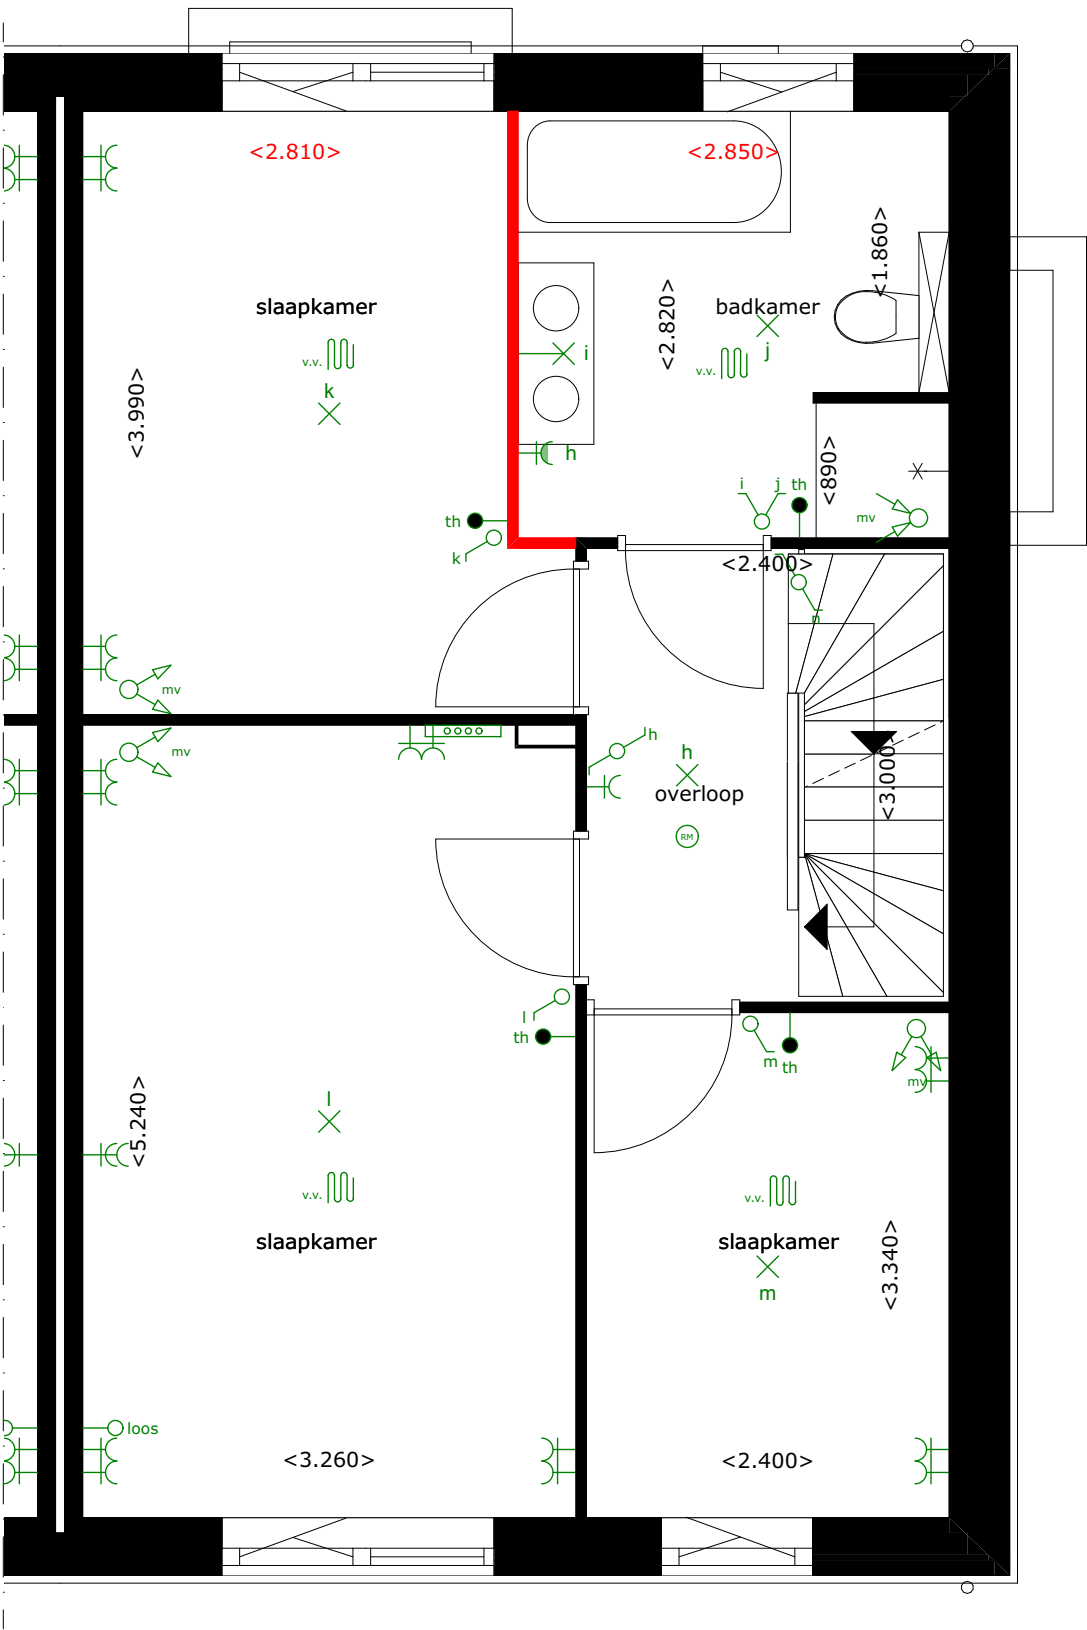 <2.810>
<2.850>
<1.860>
slaapkamer
badkamer
<2.820>
v.v.
i
j
v.v.
k
<3.990>
h
<890>
i
j
th
mv
th
k
<2.400>
n
mv
mv
h
h
overloop
<3.000>
RM
l
th
m
th
mv
l
<5.240>
v.v.
v.v.
slaapkamer
slaapkamer
<3.340>
m
loos
<3.260>
<2.400>